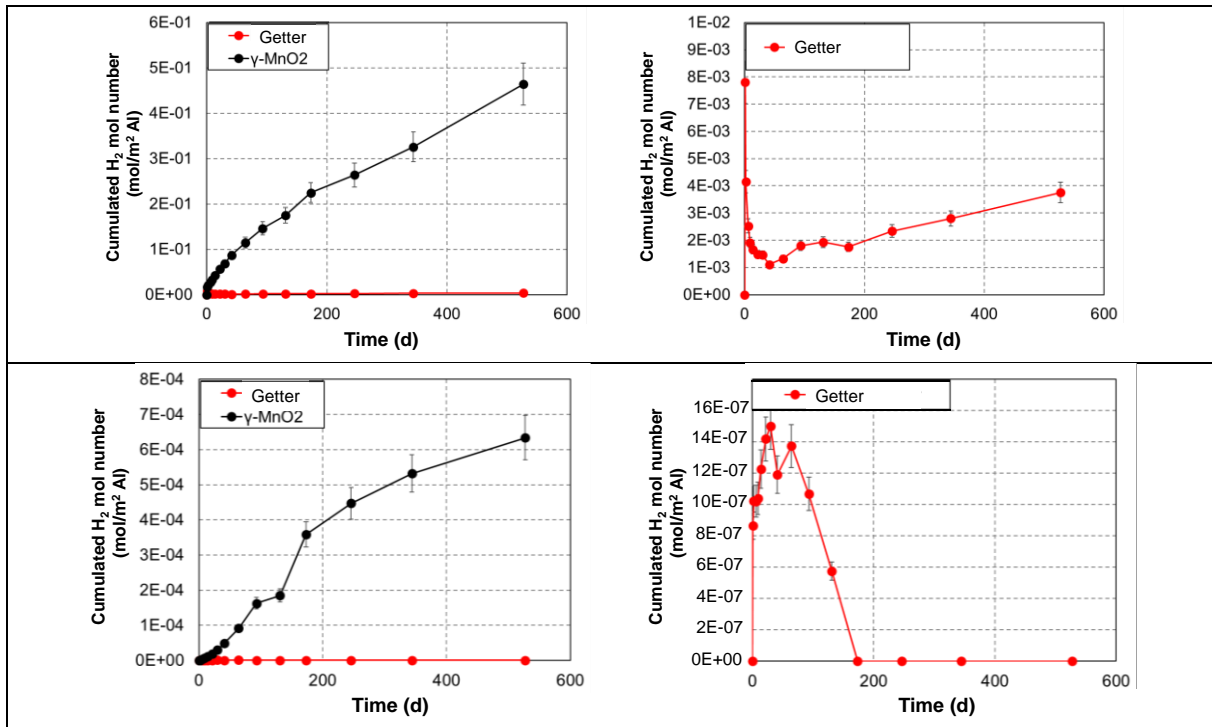 Cumulated H₂ mol number
(mol/m² Al)
6E-01
5E-01
4E-01
3E-01
2E-01
1E-01
0E+00
Getter
γ-MnO2
0
200
400
600
Time (d)
Cumulated H₂ mol number
(mol/m² Al)
1E-02
9E-03
8E-03
7E-03
6E-03
5E-03
4E-03
3E-03
2E-03
1E-03
0E+00
Getter
0
200
400
600
Time (d)
Cumulated H₂ mol number
(mol/m² Al)
8E-04
7E-04
6E-04
5E-04
4E-04
3E-04
2E-04
1E-04
0E+00
Getter
γ-MnO2
0
200
400
600
Time (d)
Cumulated H₂ mol number
(mol/m² Al)
16E-07
14E-07
12E-07
10E-07
8E-07
6E-07
4E-07
2E-07
0E+00
Getter
0
200
400
600
Time (d)